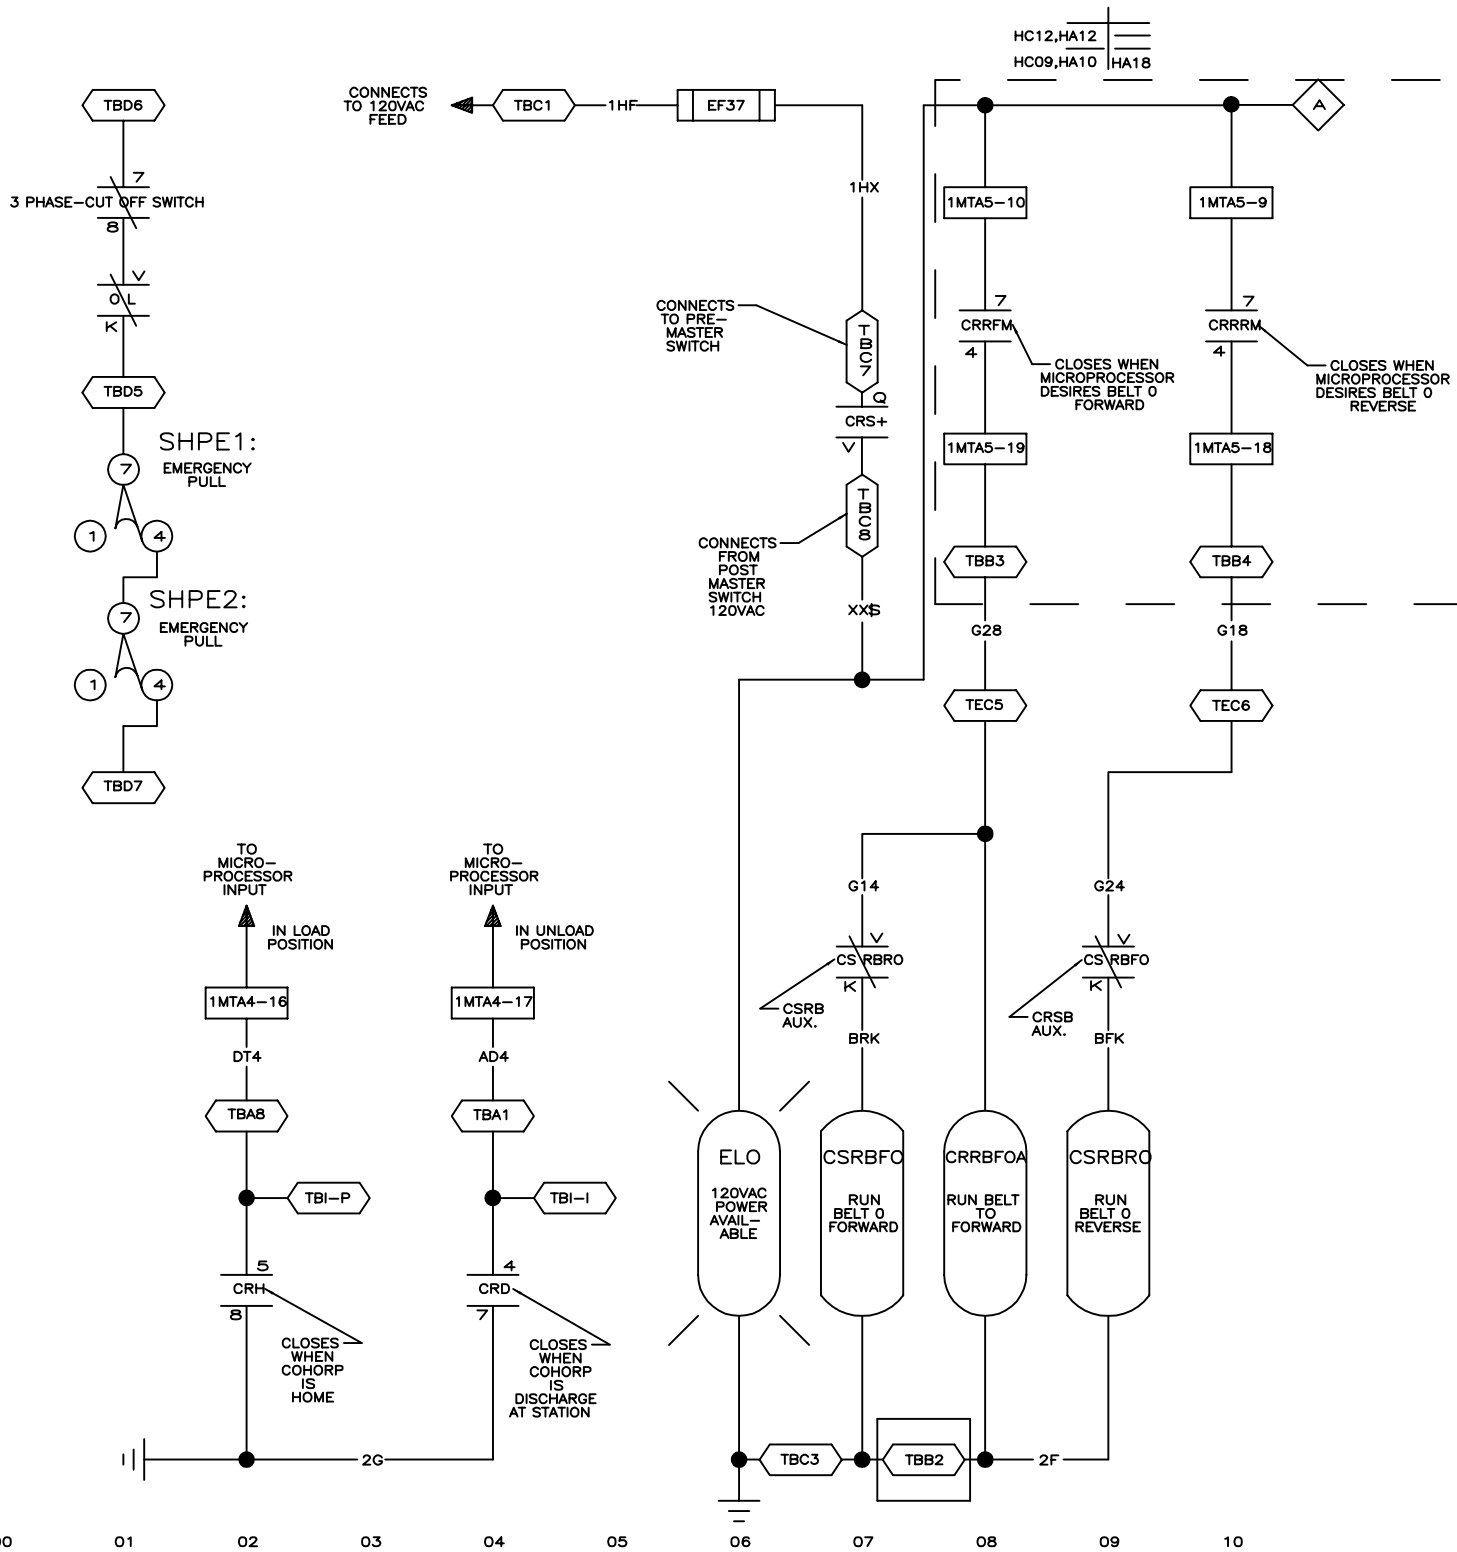 HC12,HA12
HC09,HA10 HA18
TBD6
CONNECTS
TO 120VAC
FEED
TBC1
1HF
EF37
A
7
3 PHASE-CUT OFF SWITCH
8
1HX
1MTA5-10
1MTA5-9
V
O L
K
CONNECTS
TO PRE-
MASTER
SWITCH
TBC7
7
CRRFM
4
CLOSES WHEN
MICROPROCESSOR
DESIRES BELT 0
FORWARD
7
CRRRM
4
CLOSES WHEN
MICROPROCESSOR
DESIRES BELT 0
REVERSE
TBD5
Q
CRS+
V
SHPE1:
EMERGENCY
PULL
7
1
4
1MTA5-19
1MTA5-18
TBC8
CONNECTS
FROM
POST
MASTER
SWITCH
120VAC
TBB3
TBB4
SHPE2:
EMERGENCY
PULL
7
1
4
G28
G18
TEC5
TEC6
TBD7
TO
MICRO-
PROCESSOR
INPUT
TO
MICRO-
PROCESSOR
INPUT
G14
G24
IN LOAD
POSITION
IN UNLOAD
POSITION
V
CS RBRO
K
V
CS RBFO
K
1MTA4-16
1MTA4-17
CSRB
AUX.
CRSB
AUX.
DT4
AD4
BRK
BFK
TBA8
TBA1
ELO
120VAC
POWER
AVAIL-
ABLE
CSRBFO
RUN
BELT 0
FORWARD
CRRBFOA
RUN BELT
TO
FORWARD
CSRBRO
RUN
BELT 0
REVERSE
TBI-P
TBI-I
5
CRH
8
4
CRD
7
CLOSES
WHEN
COHORP
IS
HOME
CLOSES
WHEN
COHORP
IS
DISCHARGE
AT STATION
2G
TBC3
TBB2
2F
01 02 03 04 05 06 07 08 09 10